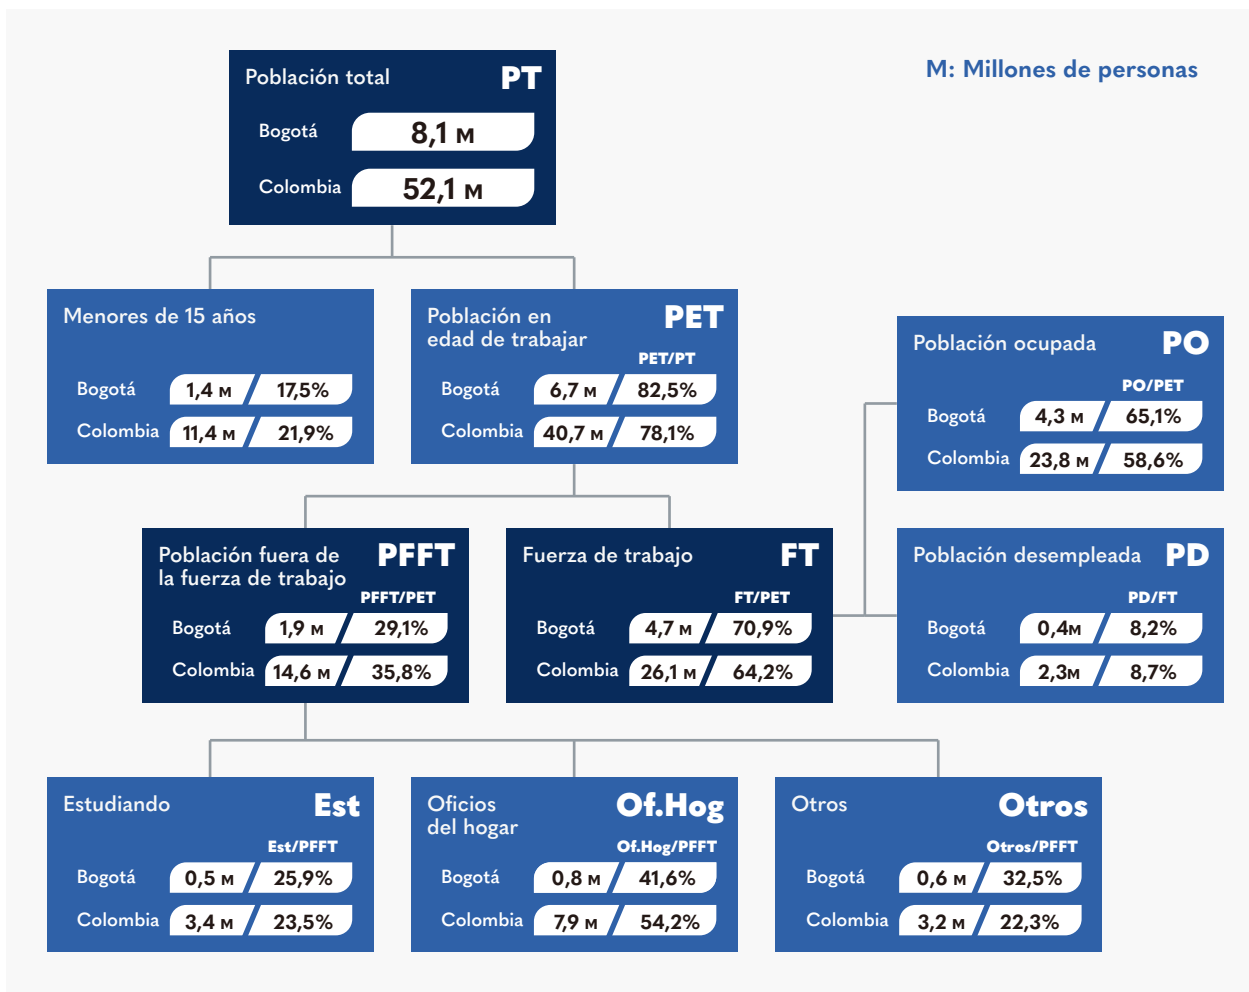 Población total PT
M: Millones de personas
Bogotá 8,1 M
Colombia 52,1 M
Menores de 15 años
Bogotá 1,4 M 17,5%
Colombia 11,4 M 21,9%
Población en
edad de trabajar
PET
PET/PT
Bogotá 6,7 M 82,5%
Colombia 40,7 M 78,1%
Población ocupada PO
PO/PET
Bogotá 4,3 M 65,1%
Colombia 23,8 M 58,6%
Población fuera de
la fuerza de trabajo
PFFT
PFFT/PET
Bogotá 1,9 M 29,1%
Colombia 14,6 M 35,8%
Fuerza de trabajo FT
FT/PET
Bogotá 4,7 M 70,9%
Colombia 26,1 M 64,2%
Población desempleada PD
PD/FT
Bogotá 0,4M 8,2%
Colombia 2,3M 8,7%
Estudiando Est
Est/PFFT
Bogotá 0,5 M 25,9%
Colombia 3,4 M 23,5%
Oficios
del hogar
Of.Hog
Of.Hog/PFFT
Bogotá 0,8 M 41,6%
Colombia 7,9 M 54,2%
Otros Otros
Otros/PFFT
Bogotá 0,6 M 32,5%
Colombia 3,2 M 22,3%